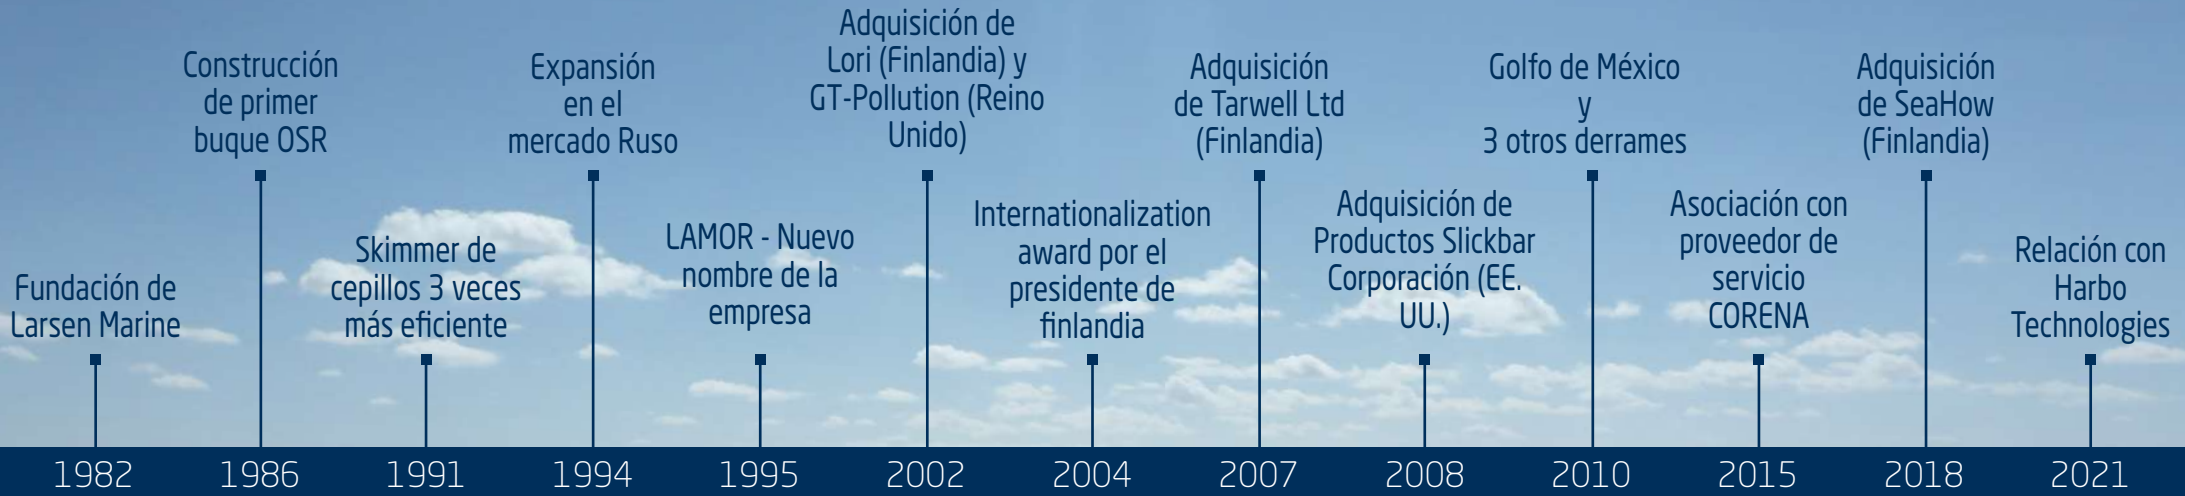 Fundación de
Larsen Marine
1982
Construcción
de primer
buque OSR
1986
Skimmer de
cepillos 3 veces
más eficiente
1991
Expansión
en el
mercado Ruso
1994
LAMOR - Nuevo
nombre de la
empresa
1995
Adquisición de
Lori (Finlandia) y
GT-Pollution (Reino
Unido)
2002
Internationalization
award por el
presidente de
finlandia
2004
Adquisición
de Tarwell Ltd
(Finlandia)
2007
Adquisición de
Productos Slickbar
Corporación (EE.
UU.)
2008
Golfo de México
y
3 otros derrames
2010
Asociación con
proveedor de
servicio
CORENA
2015
Adquisición
de SeaHow
(Finlandia)
2018
Relación con
Harbo
Technologies
2021